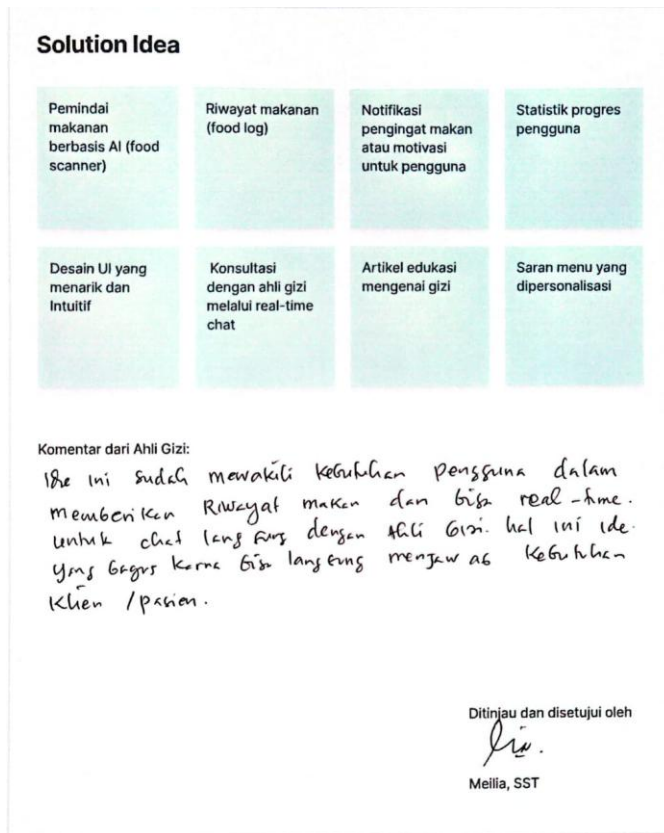 Solution Idea
Pemindai
makanan
berbasis AI (food
scanner)
Riwayat makanan
(food log)
Notifikasi
pengingat makan
atau motivasi
untuk pengguna
Statistik progres
pengguna
Desain UI yang
menarik dan
Intuitif
Konsultasi
dengan ahli gizi
melalui real-time
chat
Artikel edukasi
mengenai gizi
Saran menu yang
dipersonalisasi
Komentar dari Ahli Gizi:
Ide ini sudah mewakili kebutuhan pengguna dalam
memberikan Riwayat makan dan bisa real-time.
untuk chat langsung dengan Ahli Gizi. hal ini ide
yang bagus karna bisa langsung menjawab kebutuhan
Klien / pasien.
Ditinjau dan disetujui oleh
Meilia, SST